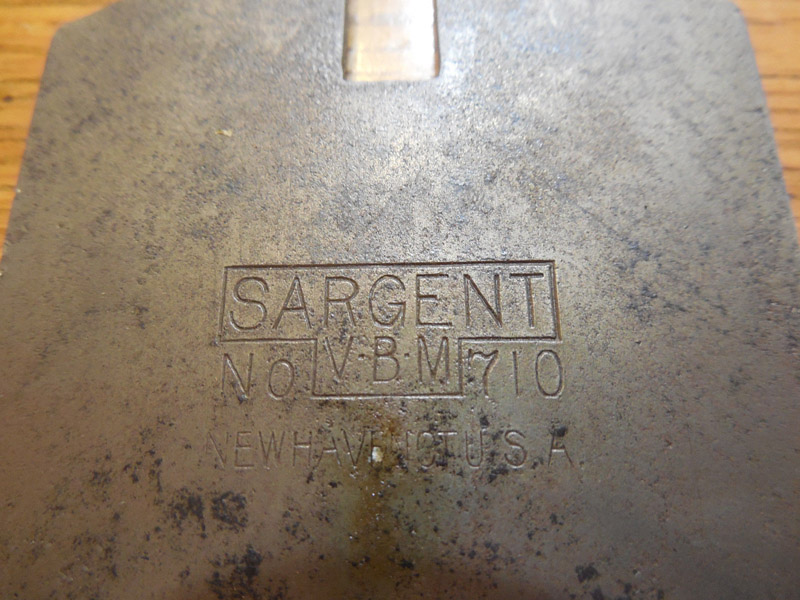 SARGENT
NO V·B·M 710
NEW HAVEN CT U.S.A